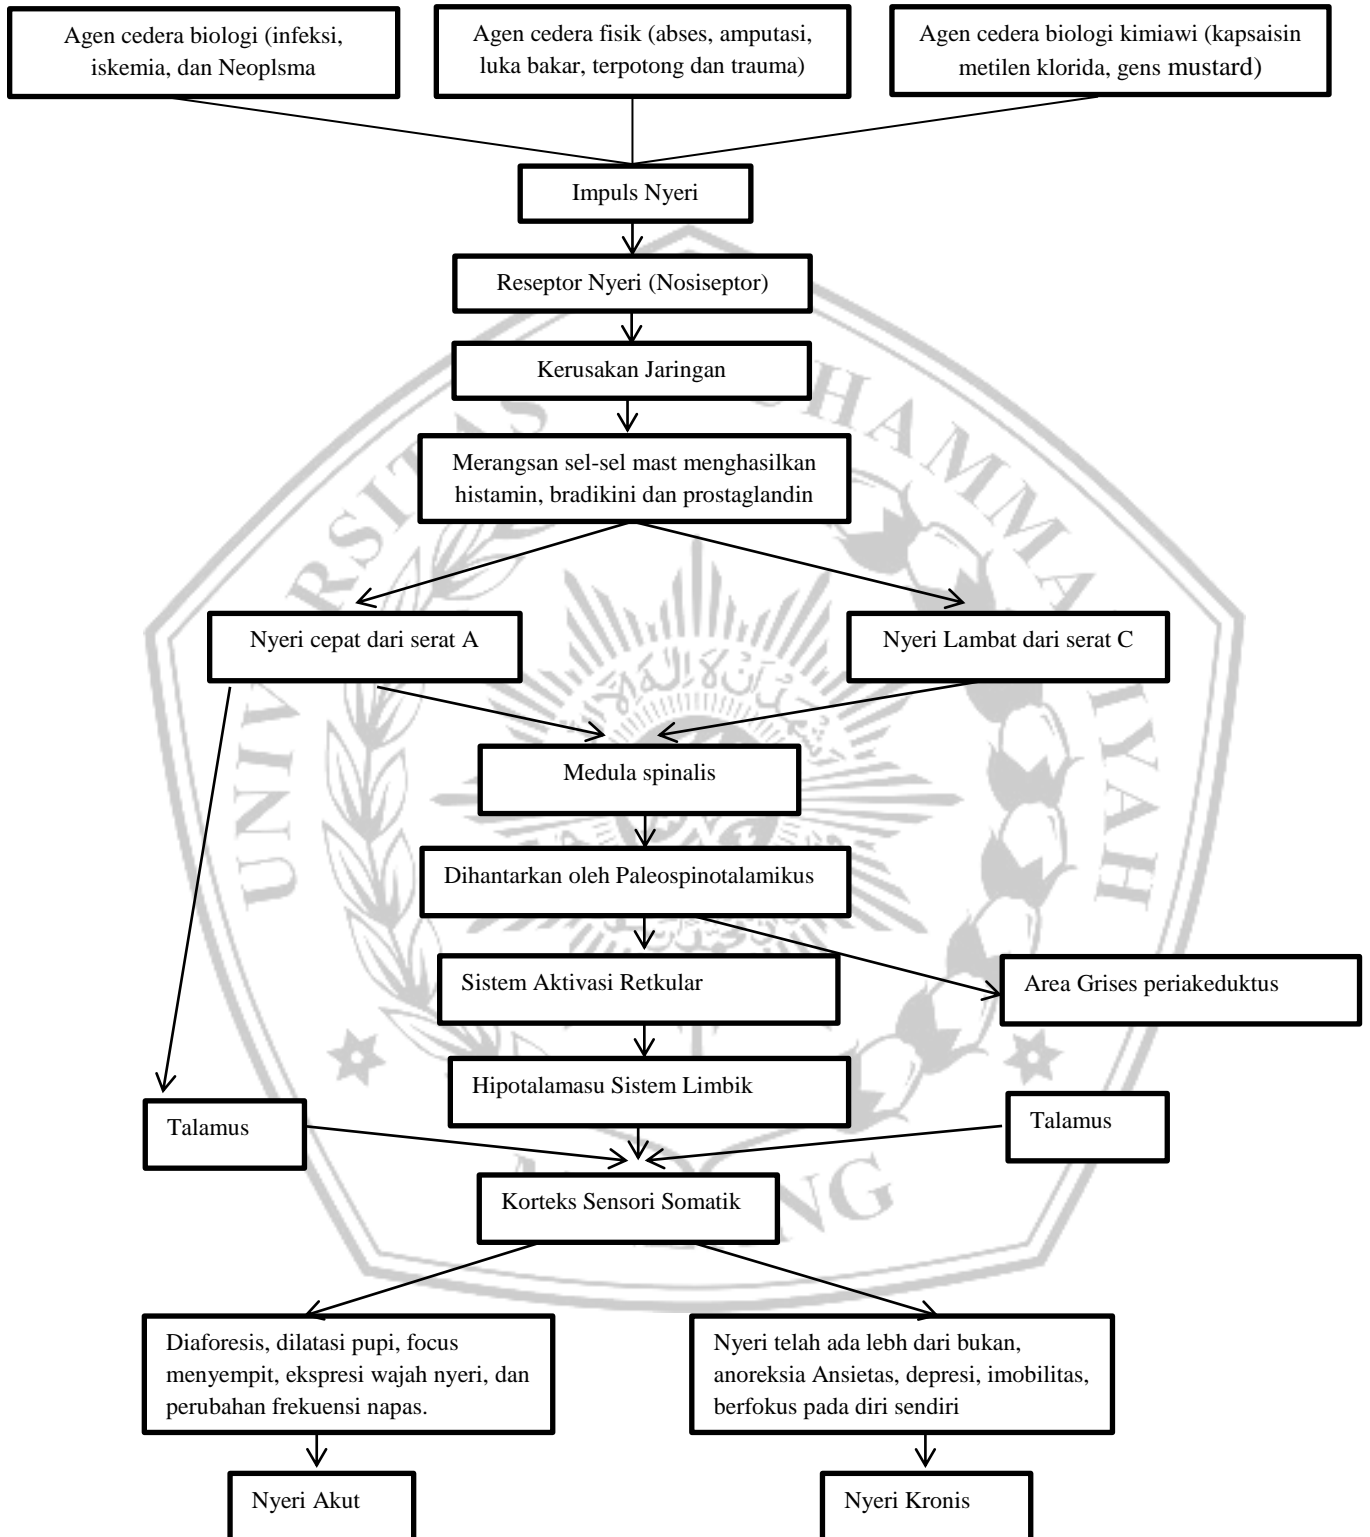 Agen cedera biologi (infeksi,
iskemia, dan Neoplsma
Agen cedera fisik (abses, amputasi,
luka bakar, terpotong dan trauma)
Agen cedera biologi kimiawi (kapsaisin
metilen klorida, gens mustard)
Impuls Nyeri
Reseptor Nyeri (Nosiseptor)
Kerusakan Jaringan
Merangsan sel-sel mast menghasilkan
histamin, bradikini dan prostaglandin
Nyeri cepat dari serat A
Nyeri Lambat dari serat C
Medula spinalis
Dihantarkan oleh Paleospinotalamikus
Sistem Aktivasi Retkular
Area Grises periakeduktus
Hipotalamasu Sistem Limbik
Talamus
Talamus
Korteks Sensori Somatik
Diaforesis, dilatasi pupi, focus
menyempit, ekspresi wajah nyeri, dan
perubahan frekuensi napas.
Nyeri telah ada lebh dari bukan,
anoreksia Ansietas, depresi, imobilitas,
berfokus pada diri sendiri
Nyeri Akut
Nyeri Kronis